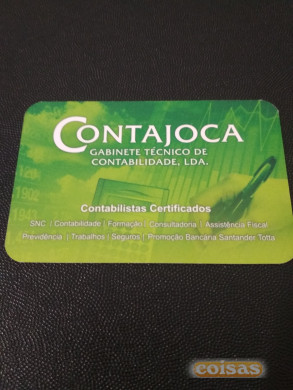 CONTAJOCA
GABINETE TÉCNICO DE
CONTABILIDADE, LDA.
Contabilistas Certificados
SNC | Contabilidade | Formação | Consultadoria | Assistência Fiscal
Previdência | Trabalhos | Seguros | Promoção Bancária Santander Totta
coisas